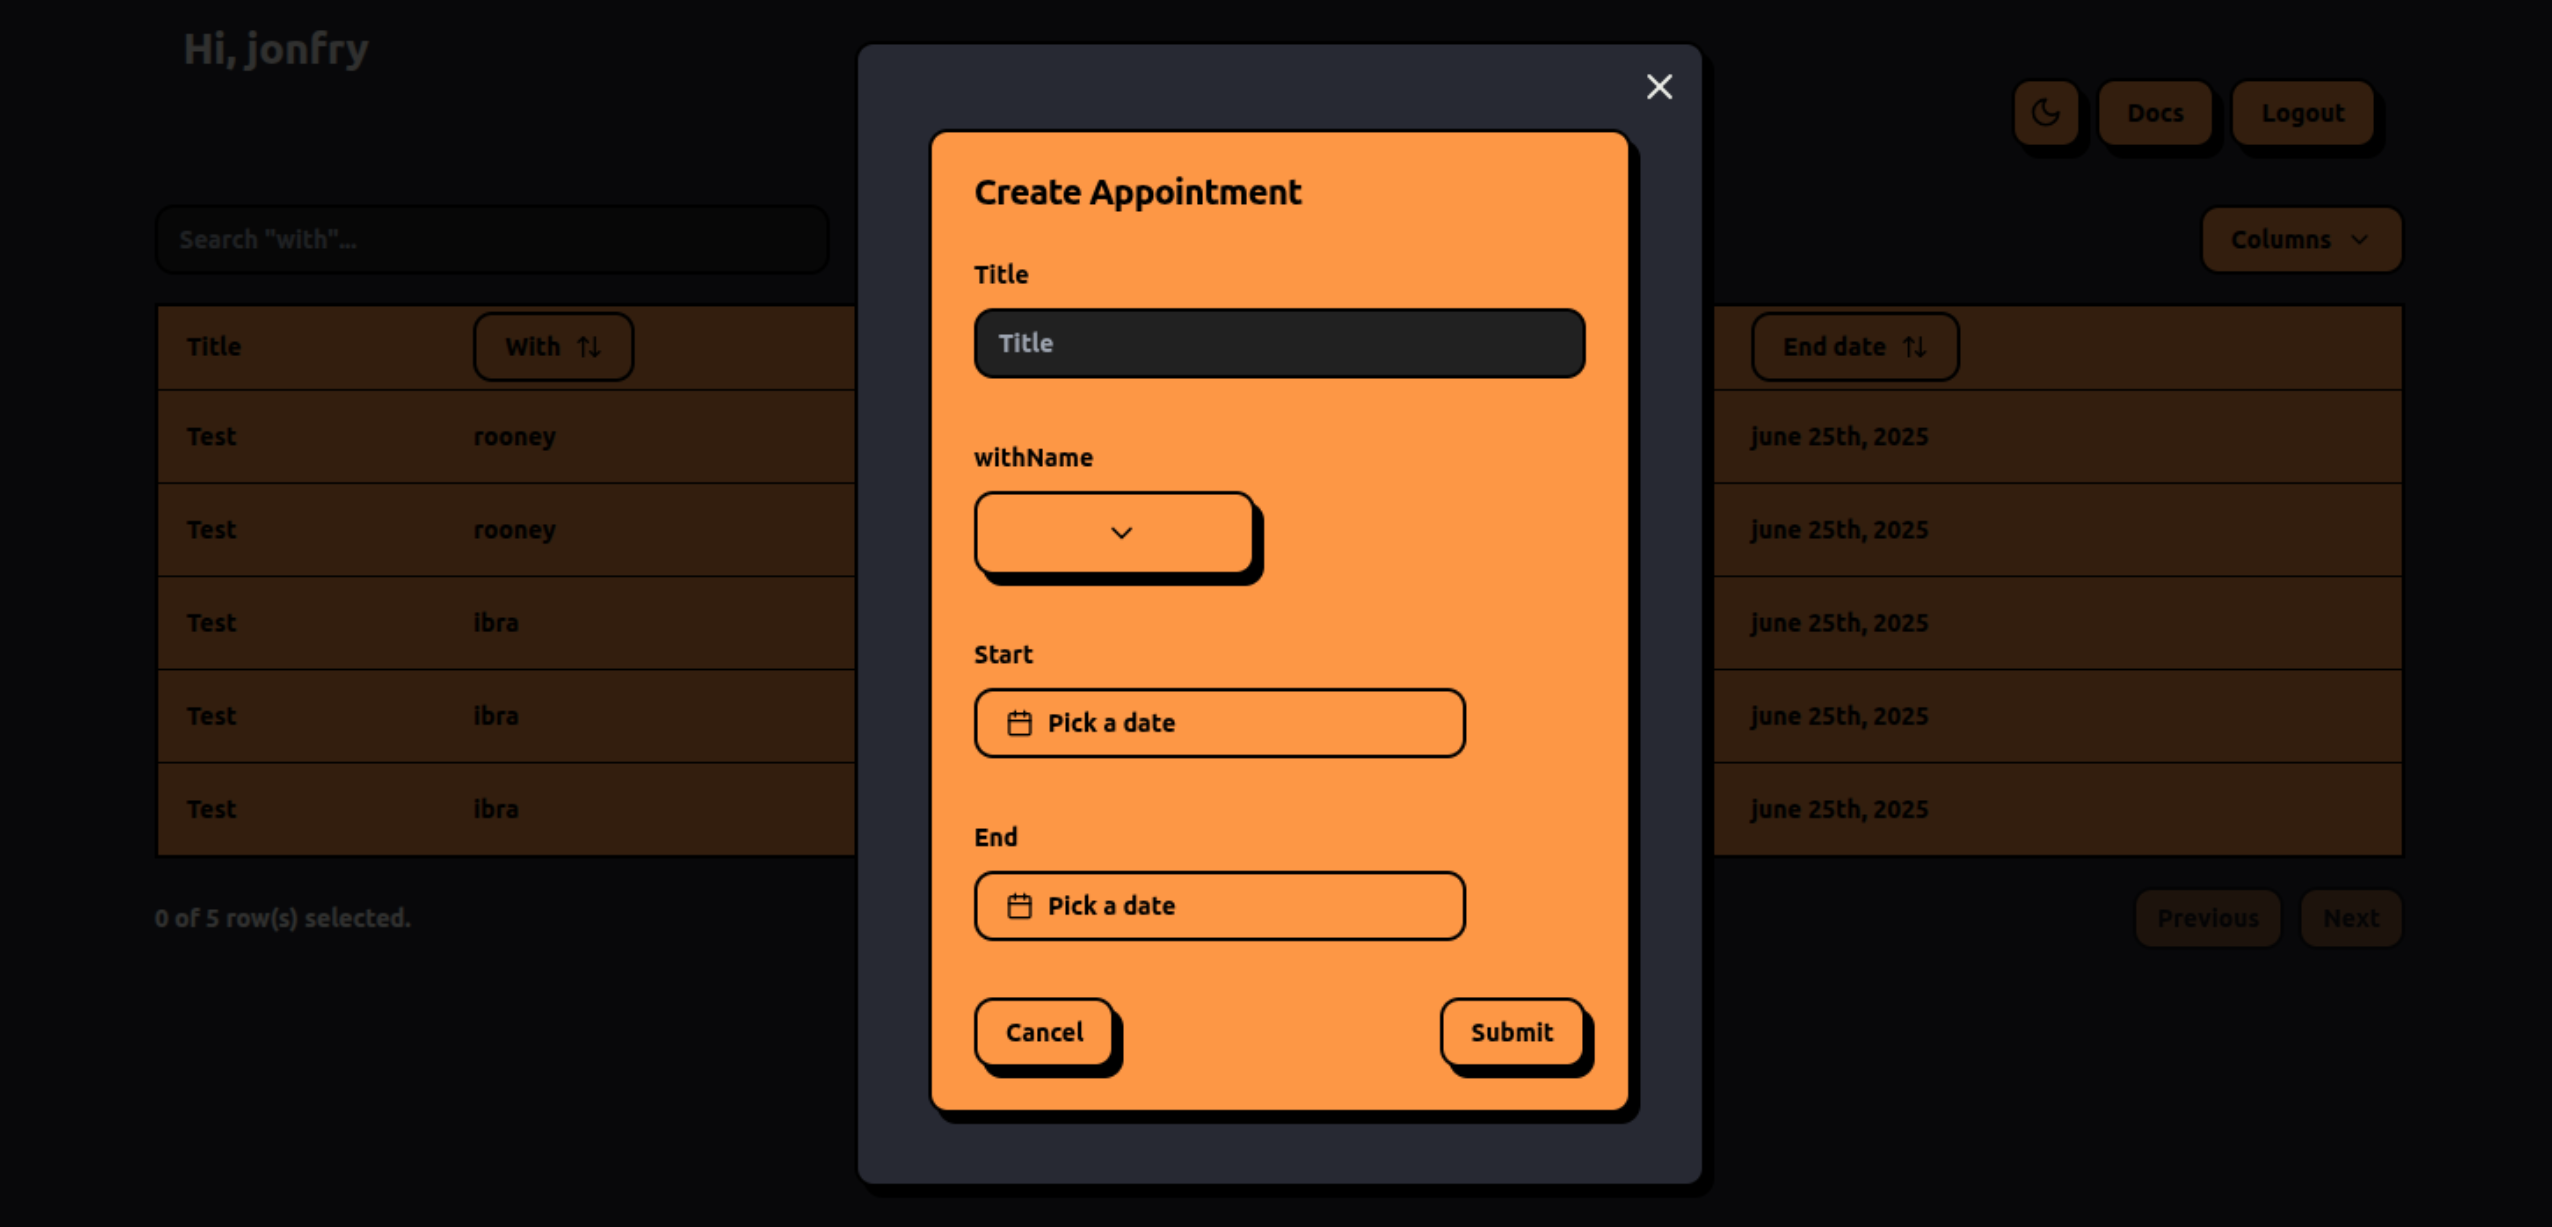 Hi, jonfry
Docs
Logout
Search "with"...
Columns
Title
With
End date
Test
rooney
june 25th, 2025
Test
rooney
june 25th, 2025
Test
ibra
june 25th, 2025
Test
ibra
june 25th, 2025
Test
ibra
june 25th, 2025
0 of 5 row(s) selected.
Previous
Next
Create Appointment
Title
Title
withName
Start
Pick a date
End
Pick a date
Cancel
Submit